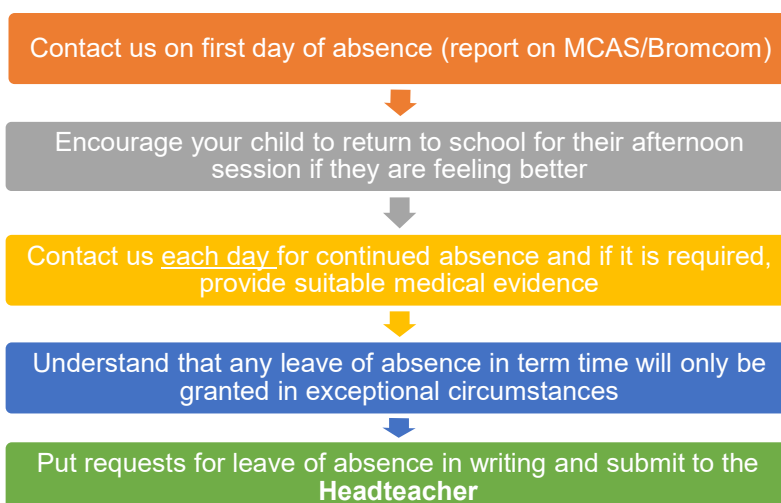 Contact us on first day of absence (report on MCAS/Bromcom)
Encourage your child to return to school for their afternoon
session if they are feeling better
Contact us each day for continued absence and if it is required,
provide suitable medical evidence
Understand that any leave of absence in term time will only be
granted in exceptional circumstances
Put requests for leave of absence in writing and submit to the
Headteacher